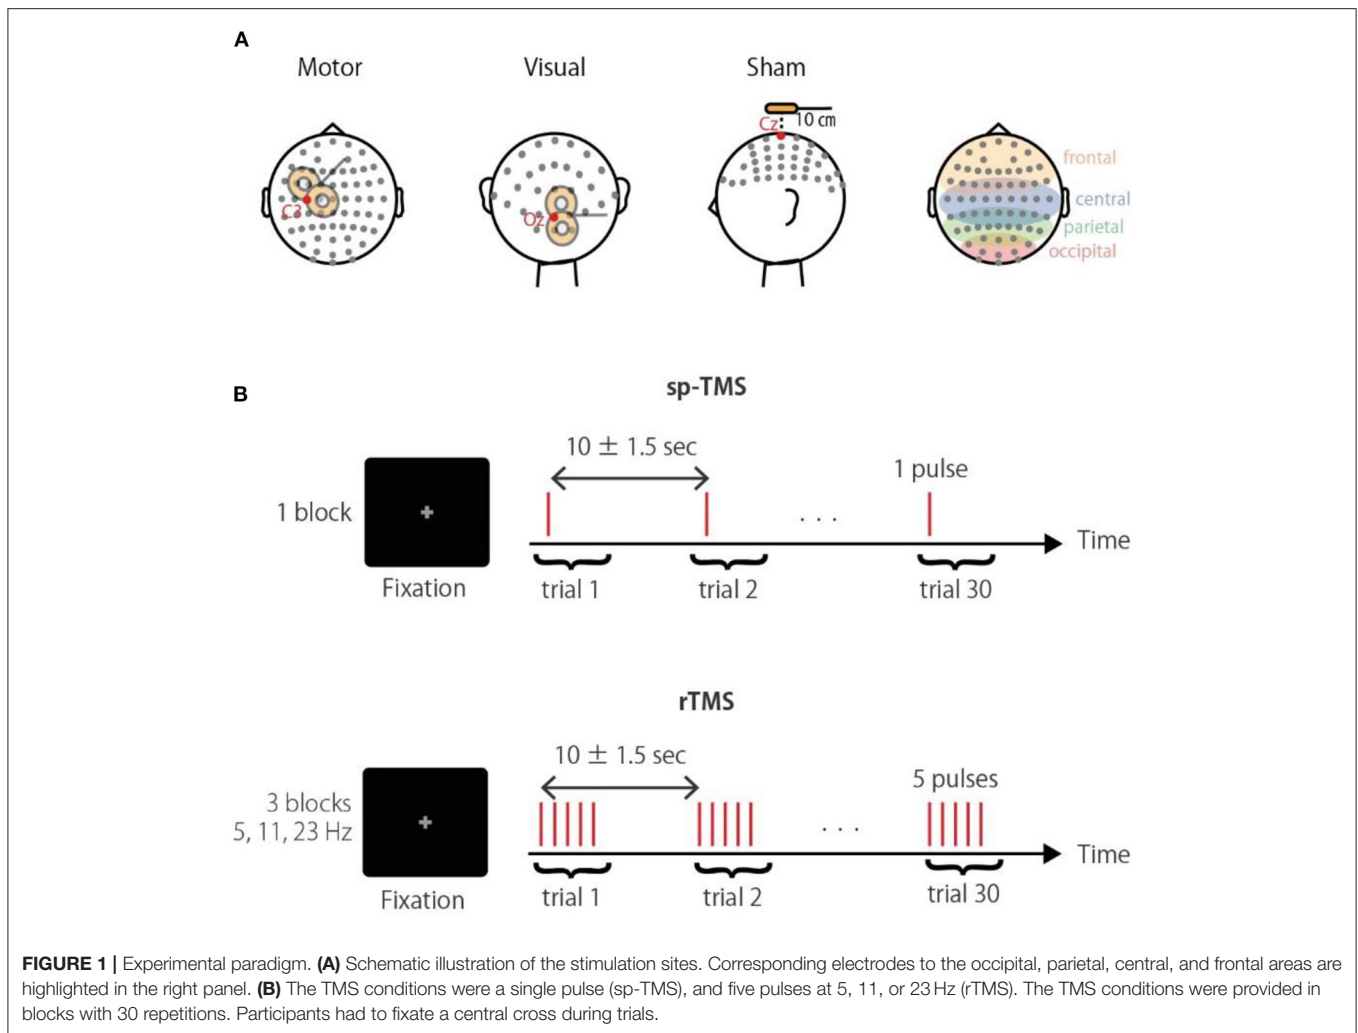 A
Motor
Visual
Sham
Cz
10 cm
C3
Oz
frontal
central
parietal
occipital
B
sp-TMS
10 ± 1.5 sec
1 pulse
1 block
. . .
Time
Fixation
trial 1
trial 2
trial 30
rTMS
10 ± 1.5 sec
5 pulses
3 blocks
5, 11, 23 Hz
. . .
Time
Fixation
trial 1
trial 2
trial 30
FIGURE 1 | Experimental paradigm. (A) Schematic illustration of the stimulation sites. Corresponding electrodes to the occipital, parietal, central, and frontal areas are
highlighted in the right panel. (B) The TMS conditions were a single pulse (sp-TMS), and five pulses at 5, 11, or 23 Hz (rTMS). The TMS conditions were provided in
blocks with 30 repetitions. Participants had to fixate a central cross during trials.